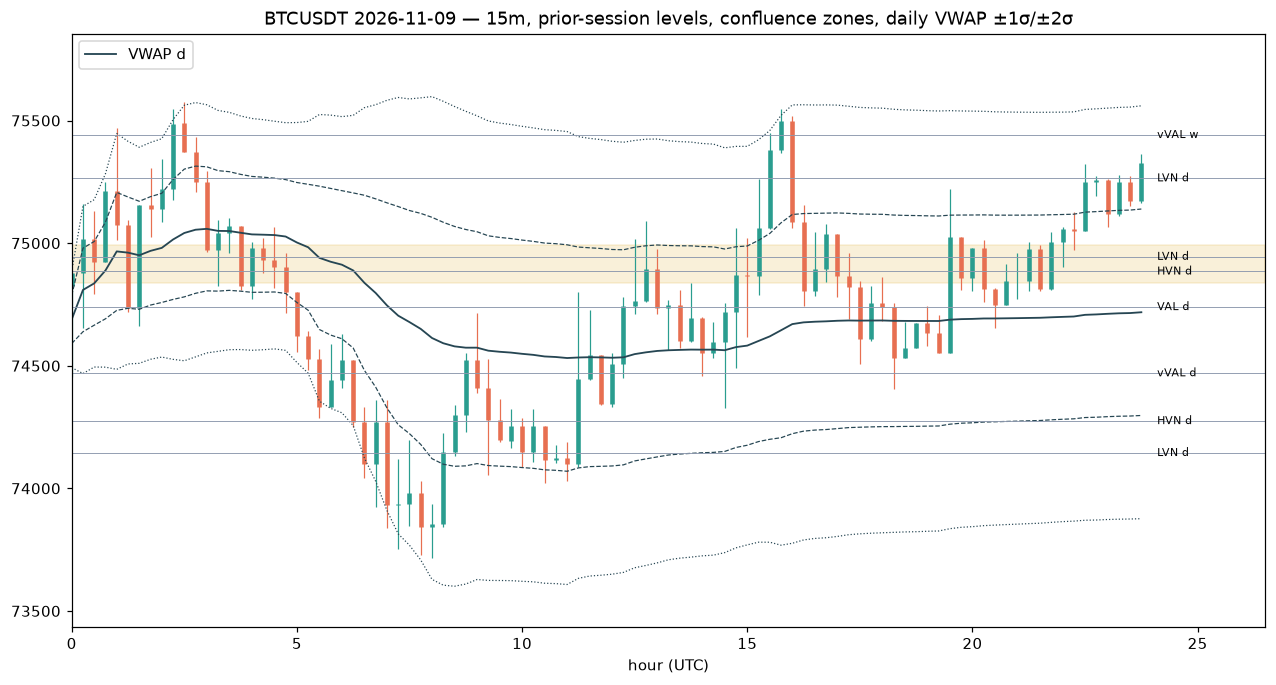 BTCUSDT 2026-11-09 — 15m, prior-session levels, confluence zones, daily VWAP ±1σ/±2σ
VWAP d
75500
75000
74500
74000
73500
vVAL w
LVN d
LVN d
HVN d
VAL d
vVAL d
HVN d
LVN d
0 5 10 15 20 25
hour (UTC)